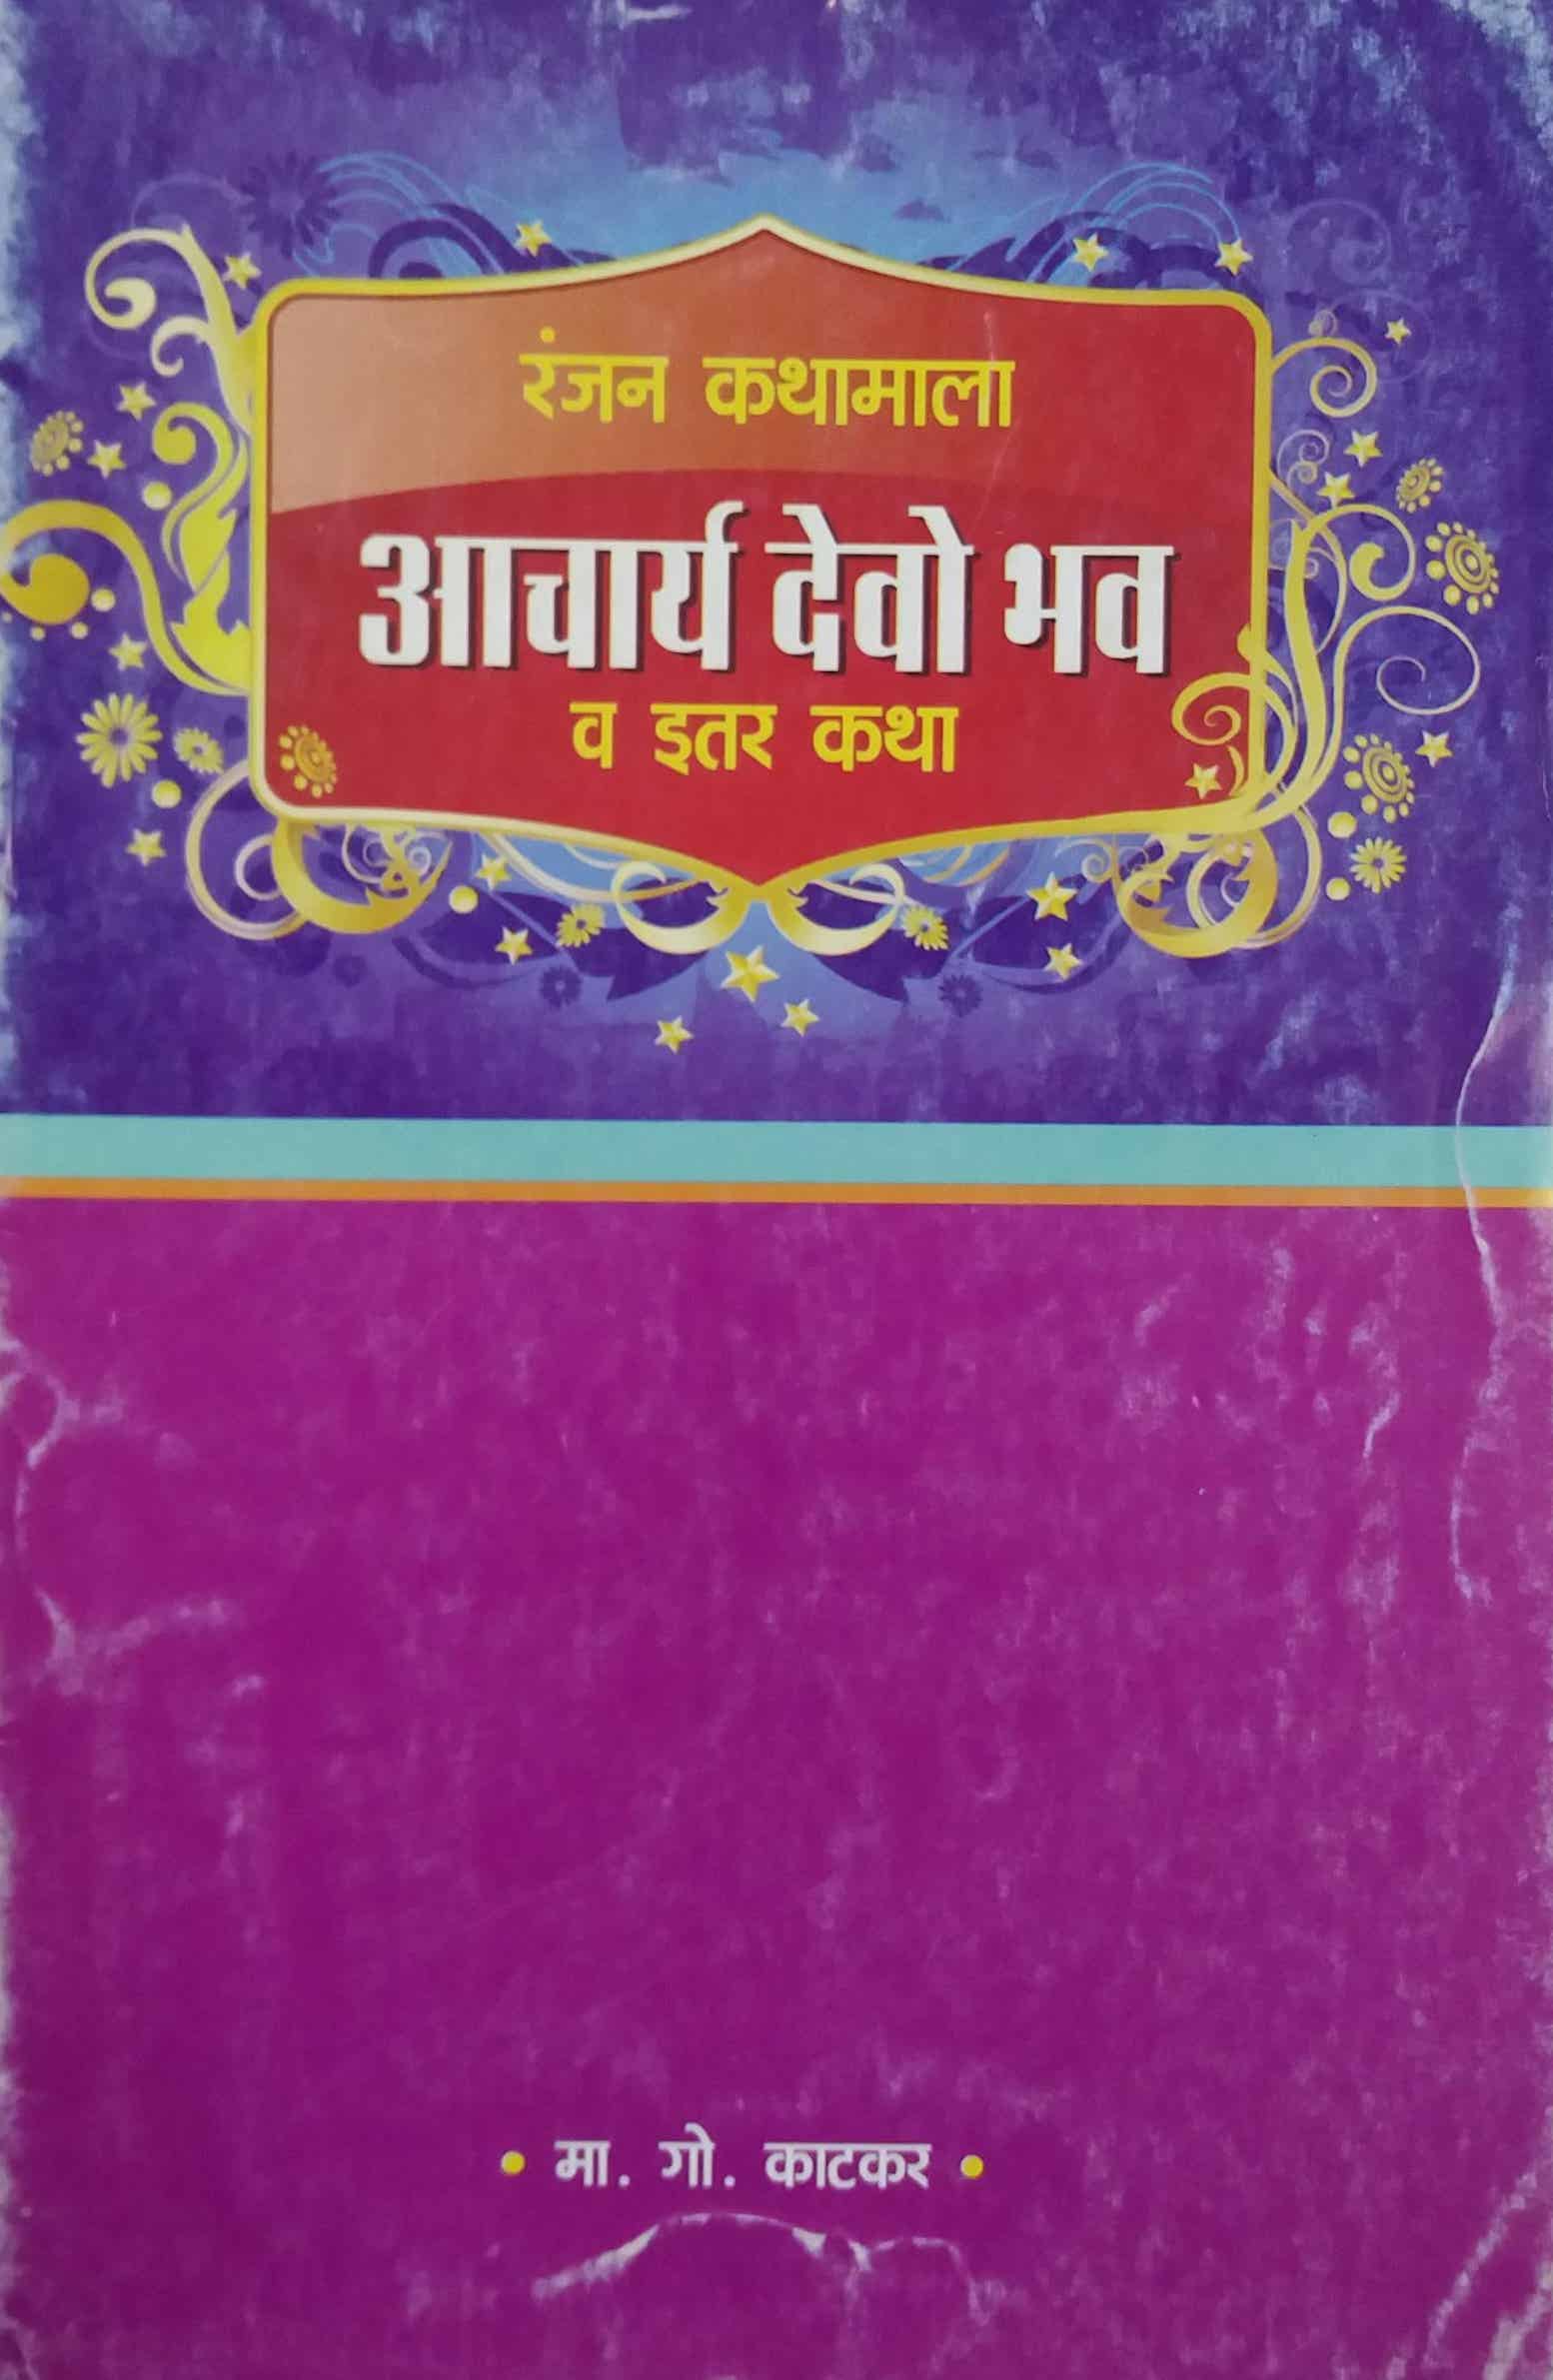 रंजन कथामाला
आचार्य देवो भव
व इतर कथा
• मा. गो. काटकर •